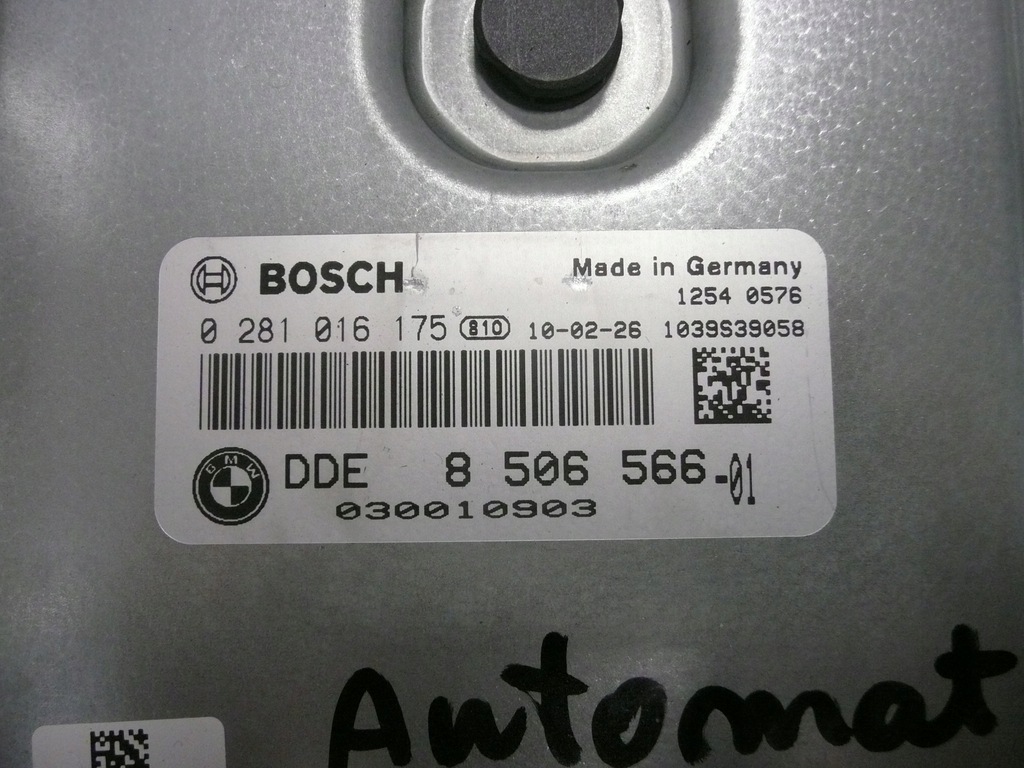 BOSCH
Made in Germany
1254 0576
0 281 016 175 810 10-02-26 1039S39058
BMW DDE 8 506 566-01
030010903
Automat